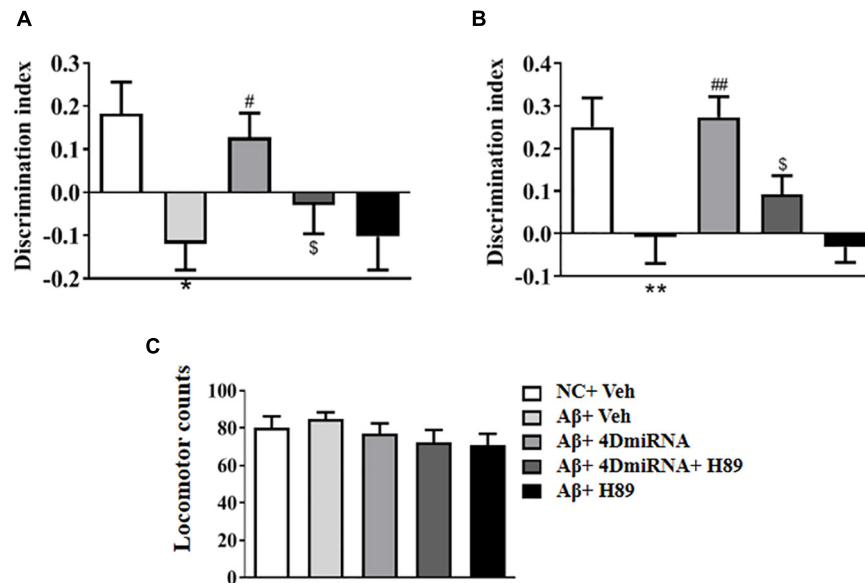 A
B
Discrimination index
0.3
0.2
0.1
0.0
-0.1
-0.2
#
*
$
Discrimination index
0.4
0.3
0.2
0.1
0.0
-0.1
##
**
$
C
Locomotor counts
100
80
60
40
20
0
NC+ Veh
Aβ+ Veh
Aβ+ 4DmiRNA
Aβ+ 4DmiRNA+ H89
Aβ+ H89